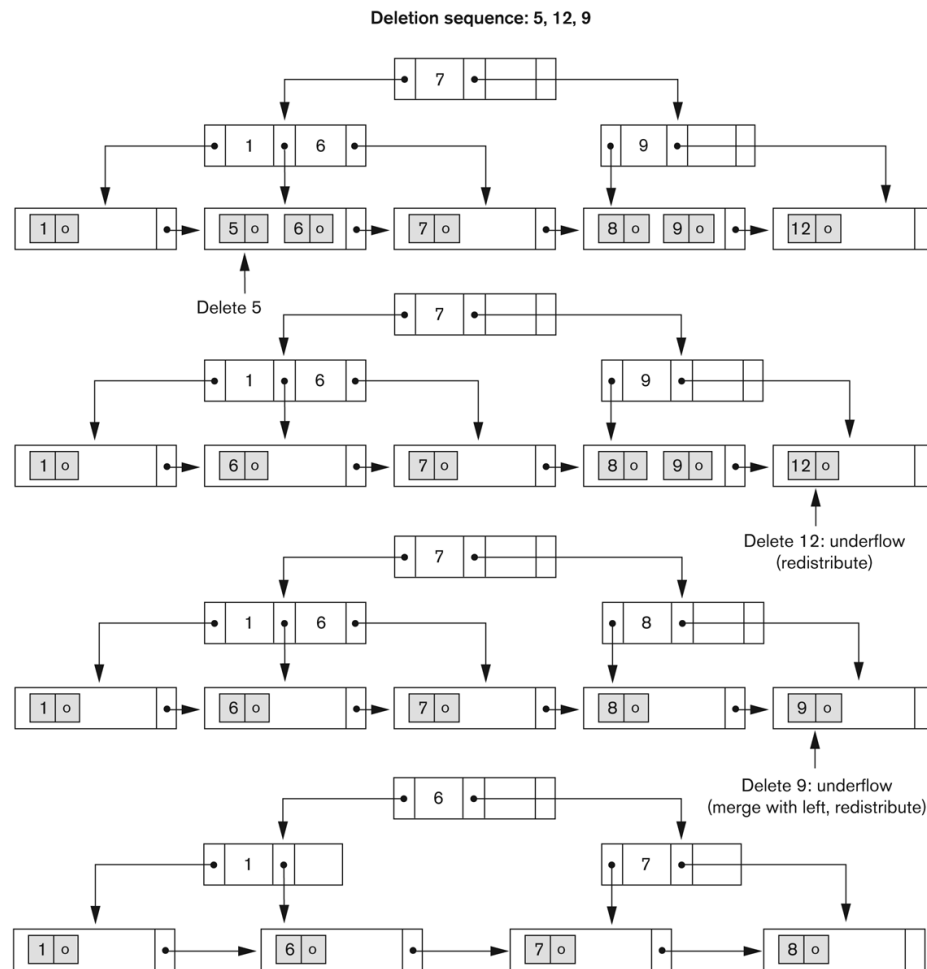 Deletion sequence: 5, 12, 9
7
1 6 9
1 o 5 o 6 o 7 o 8 o 9 o 12 o
Delete 5
7
1 6 9
1 o 6 o 7 o 8 o 9 o 12 o
Delete 12: underflow
(redistribute)
7
1 6 8
1 o 6 o 7 o 8 o 9 o
Delete 9: underflow
(merge with left, redistribute)
6
1 7
1 o 6 o 7 o 8 o